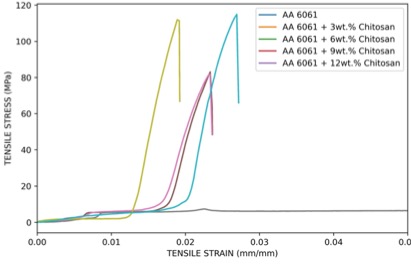 120
100
80
60
40
20
0
TENSILE STRESS (MPa)
0.00
0.01
0.02
0.03
0.04
0.0
TENSILE STRAIN (mm/mm)
AA 6061
AA 6061 + 3wt.% Chitosan
AA 6061 + 6wt.% Chitosan
AA 6061 + 9wt.% Chitosan
AA 6061 + 12wt.% Chitosan